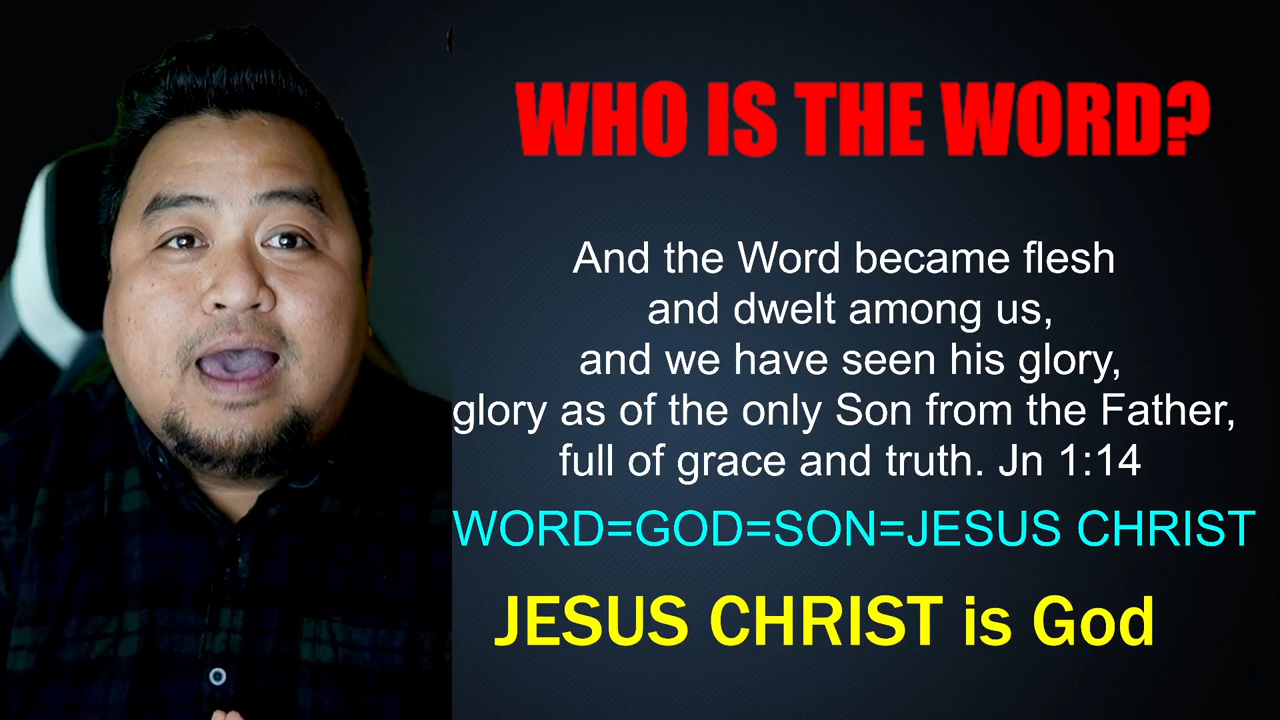 WHO IS THE WORD?
And the Word became flesh
and dwelt among us,
and we have seen his glory,
glory as of the only Son from the Father,
full of grace and truth. Jn 1:14
WORD=GOD=SON=JESUS CHRIST
JESUS CHRIST is God